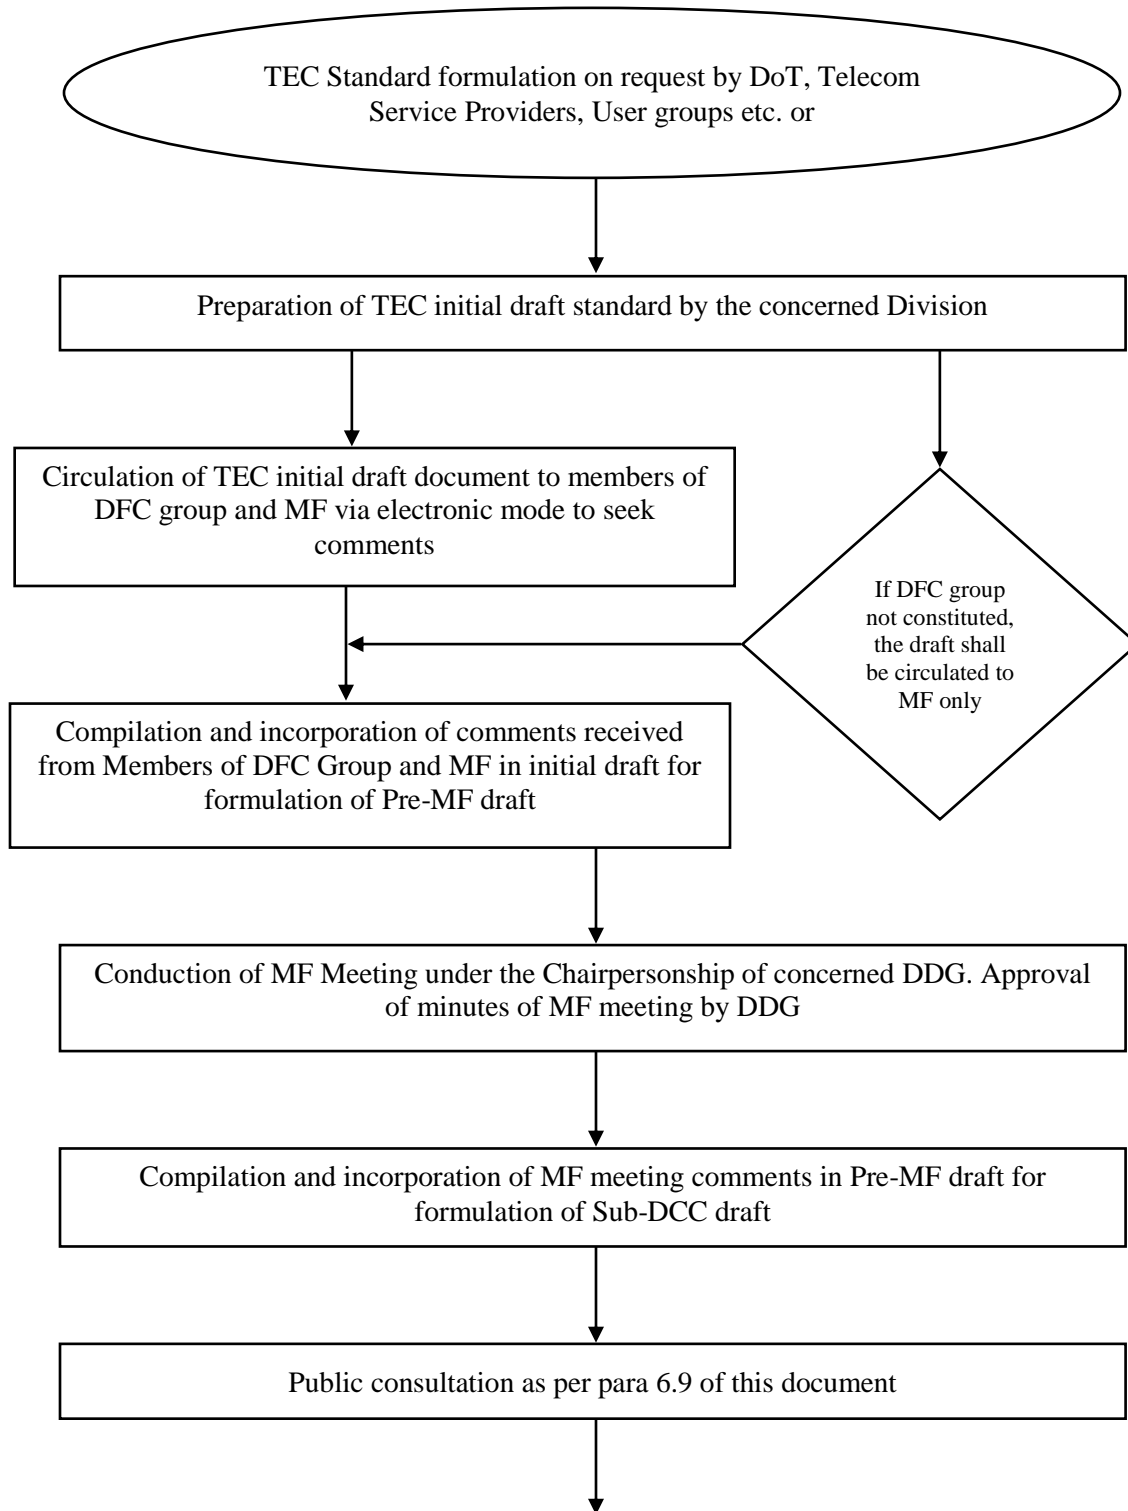 TEC Standard formulation on request by DoT, Telecom
Service Providers, User groups etc. or
Preparation of TEC initial draft standard by the concerned Division
Circulation of TEC initial draft document to members of
DFC group and MF via electronic mode to seek
comments
If DFC group
not constituted,
the draft shall
be circulated to
MF only
Compilation and incorporation of comments received
from Members of DFC Group and MF in initial draft for
formulation of Pre-MF draft
Conduction of MF Meeting under the Chairpersonship of concerned DDG. Approval
of minutes of MF meeting by DDG
Compilation and incorporation of MF meeting comments in Pre-MF draft for
formulation of Sub-DCC draft
Public consultation as per para 6.9 of this document